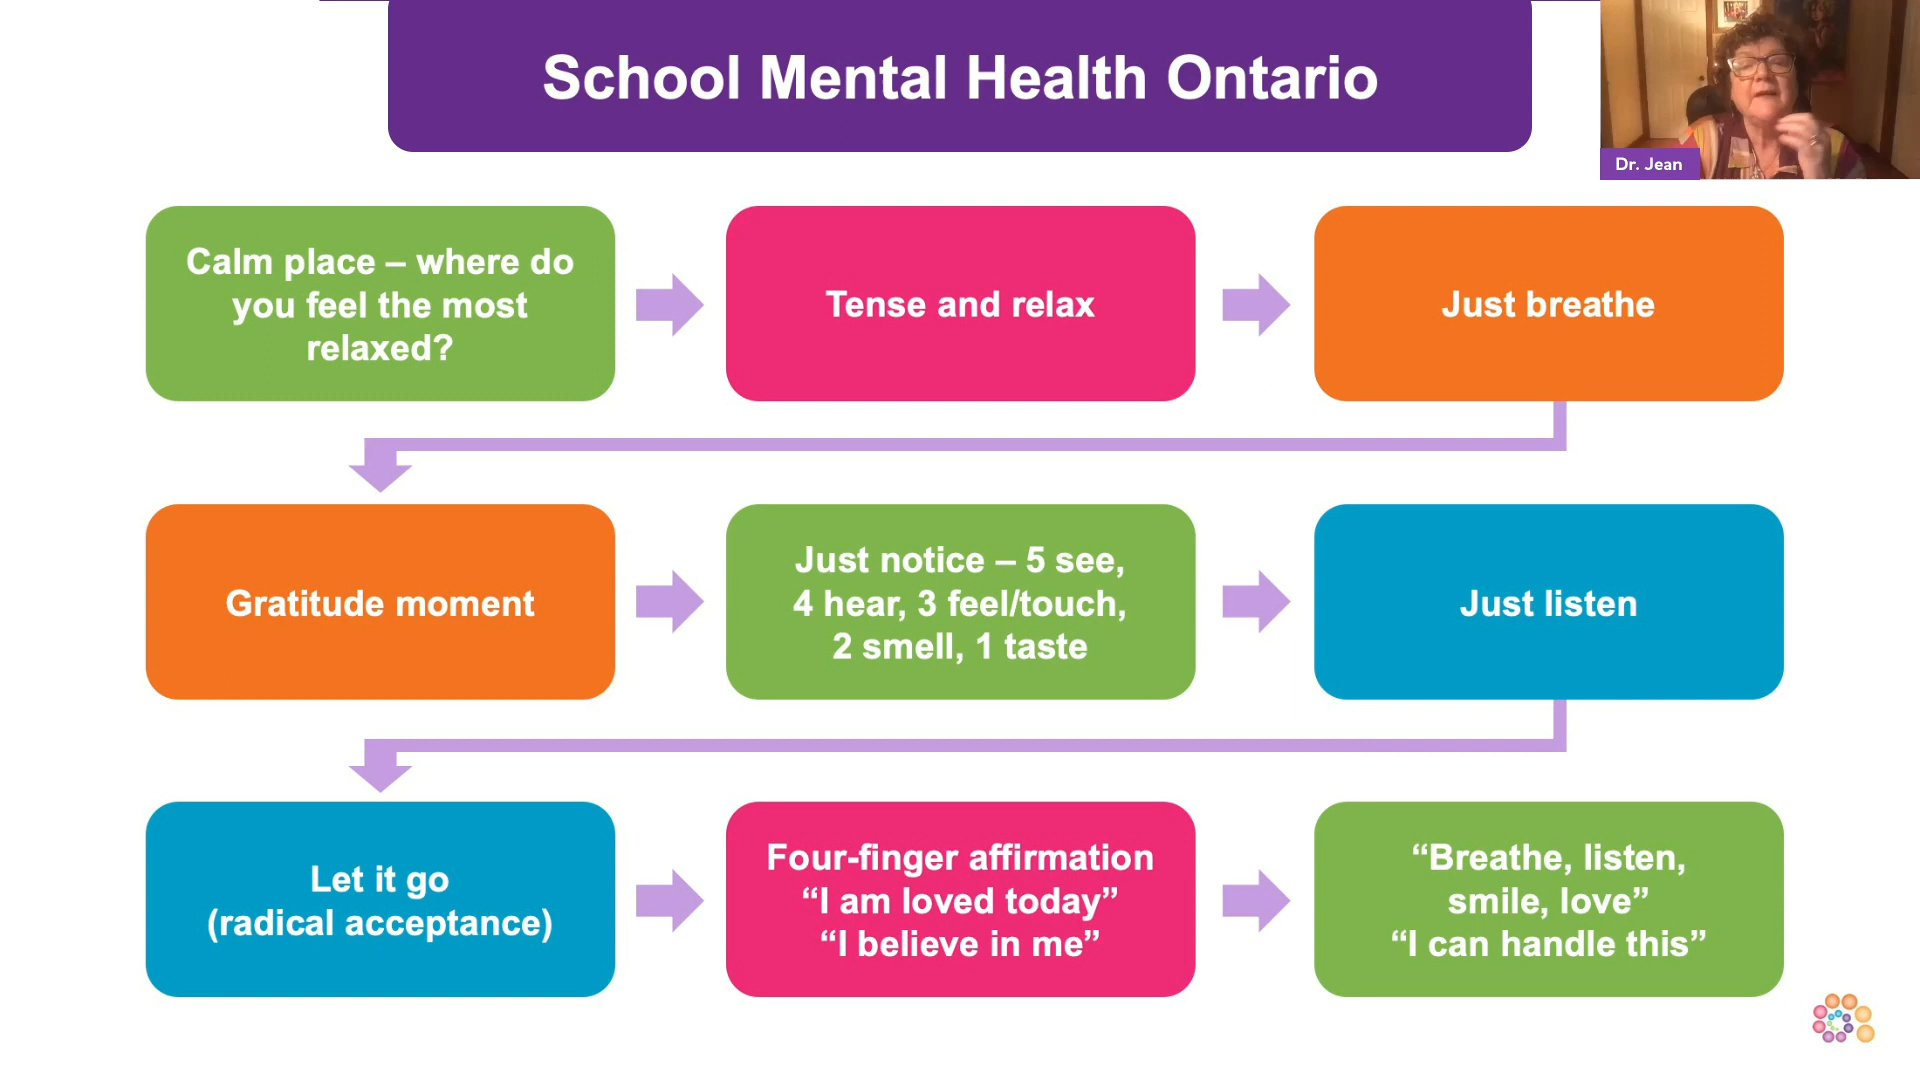 School Mental Health Ontario
Dr. Jean
Calm place – where do
you feel the most
relaxed?
Tense and relax
Just breathe
Gratitude moment
Just notice – 5 see,
4 hear, 3 feel/touch,
2 smell, 1 taste
Just listen
Let it go
(radical acceptance)
Four-finger affirmation
“I am loved today”
“I believe in me”
“Breathe, listen,
smile, love”
“I can handle this”